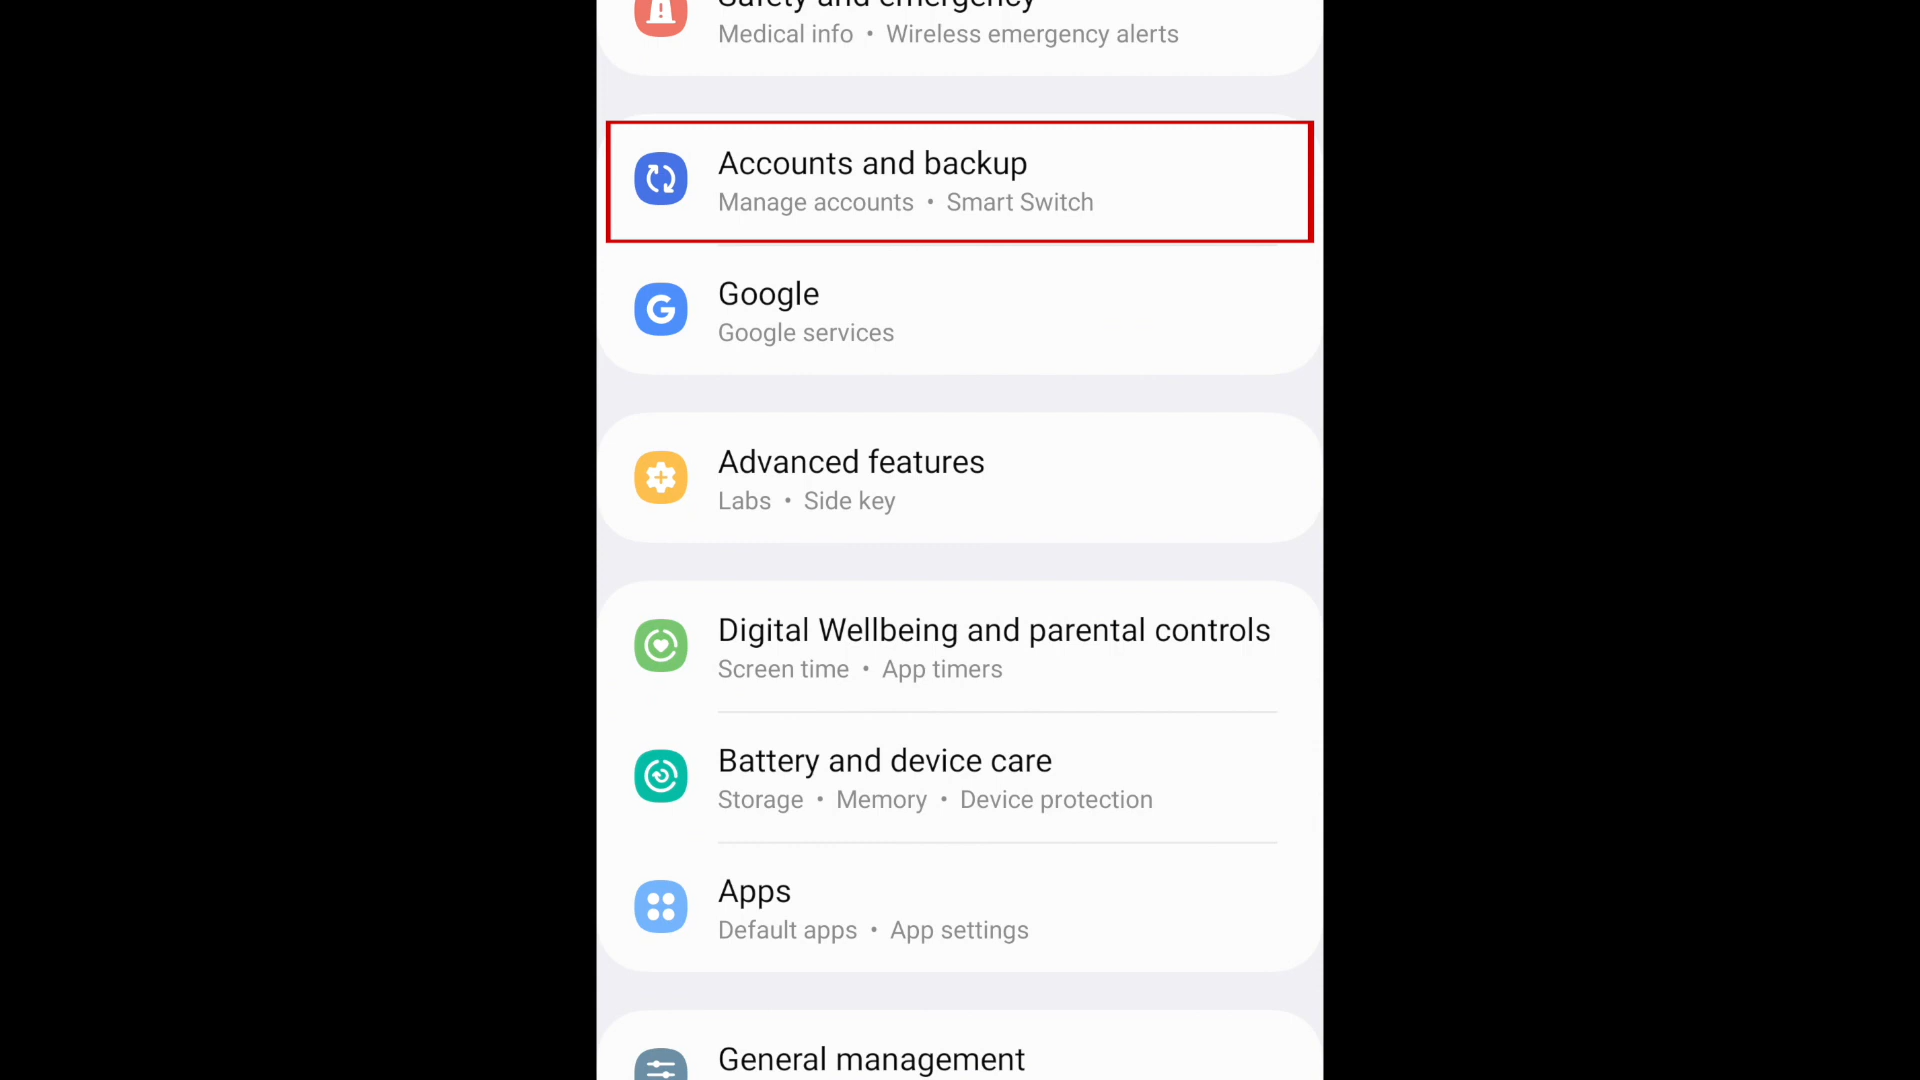 Safety and emergency
Medical info • Wireless emergency alerts
Accounts and backup
Manage accounts • Smart Switch
Google
Google services
Advanced features
Labs • Side key
Digital Wellbeing and parental controls
Screen time • App timers
Battery and device care
Storage • Memory • Device protection
Apps
Default apps • App settings
General management